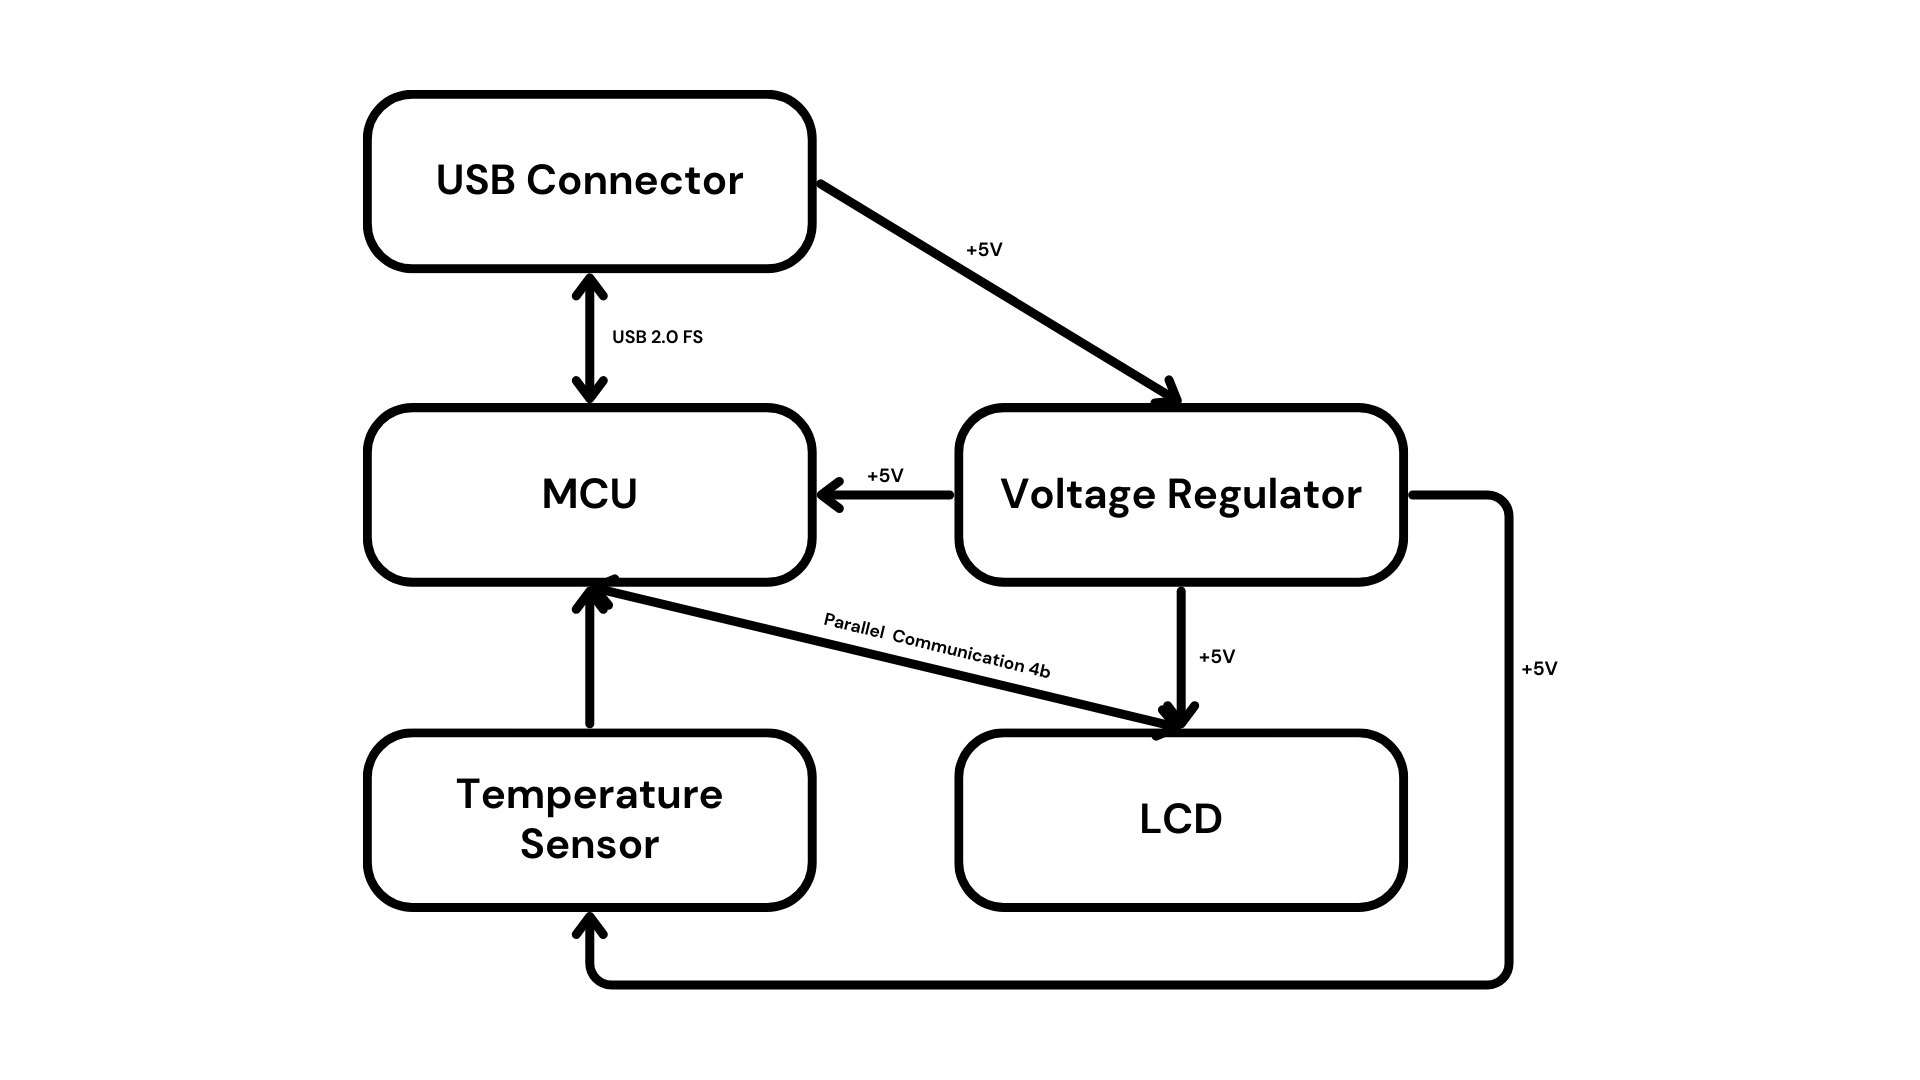 USB Connector
+5V
USB 2.0 FS
MCU
+5V
Voltage Regulator
Parallel Communication 4b
+5V
+5V
Temperature
Sensor
LCD